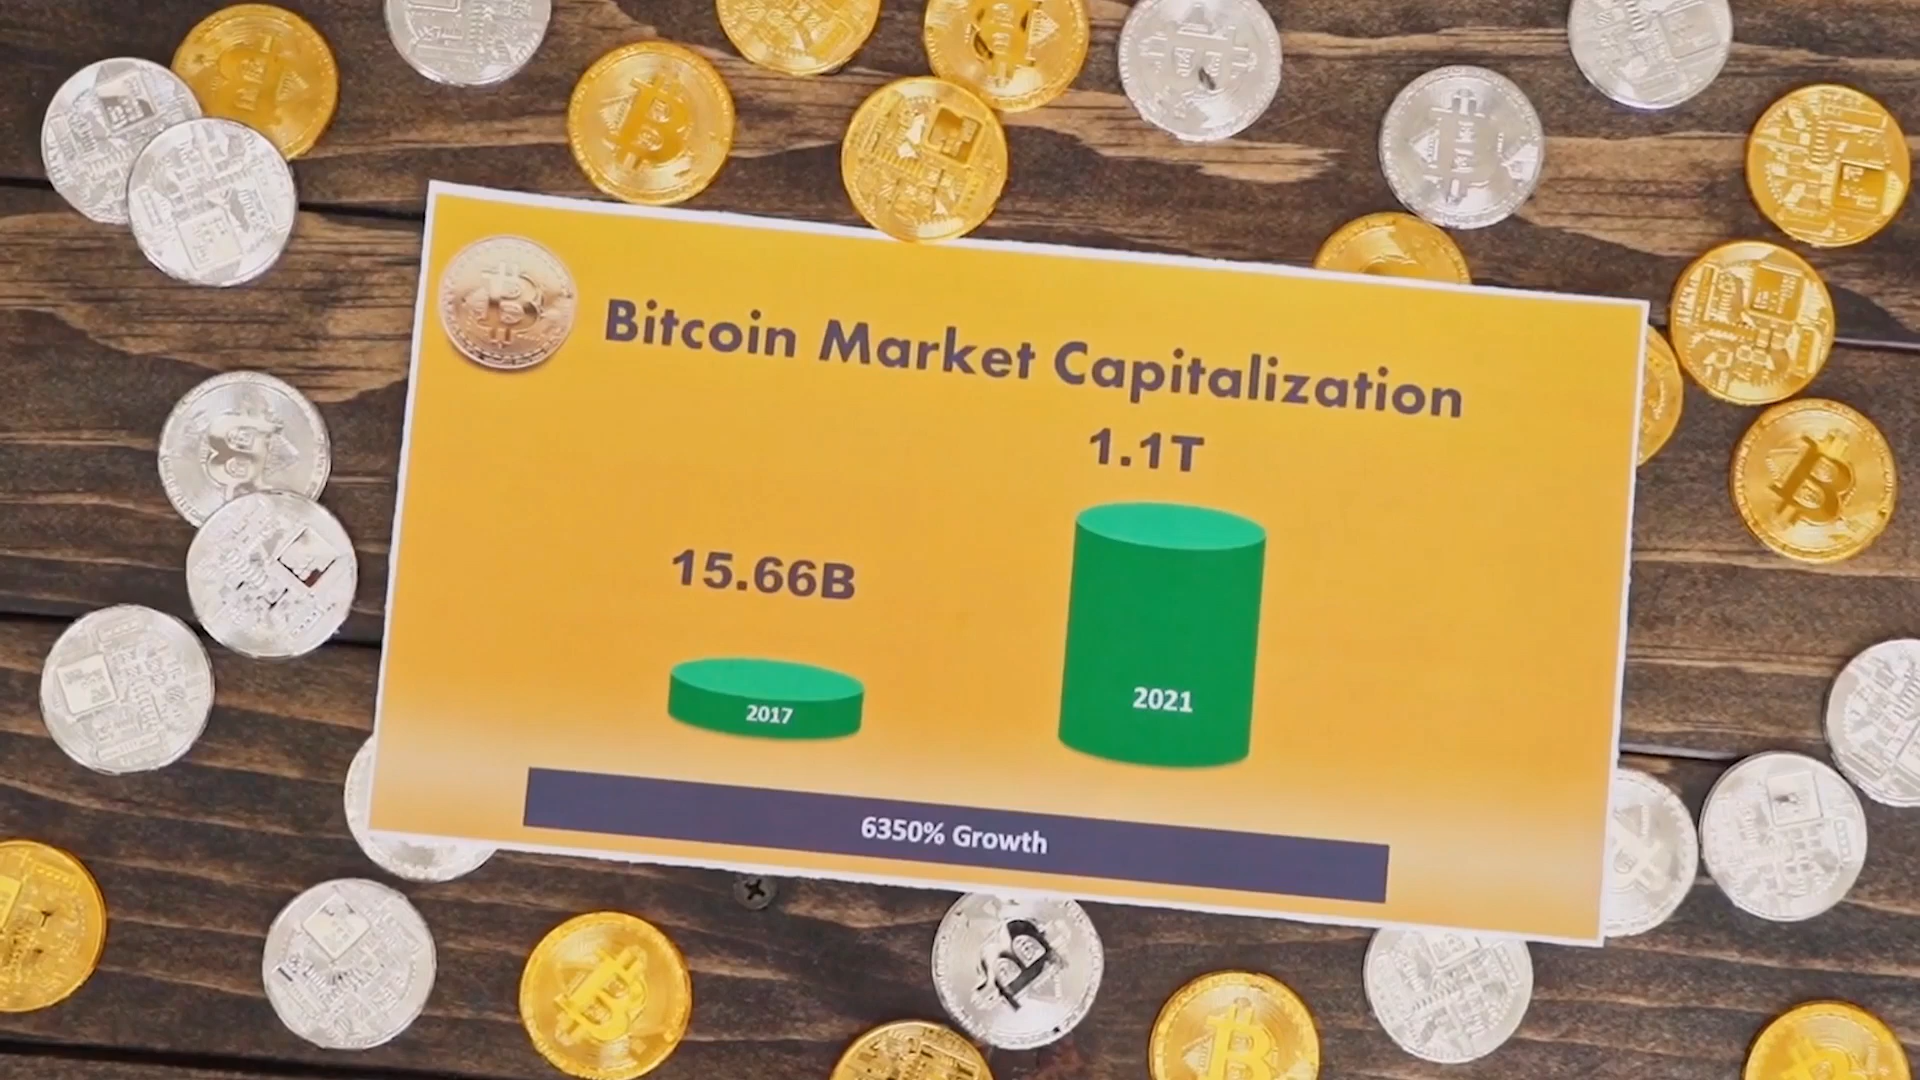 Bitcoin Market Capitalization
1.1T
15.66B
2017
2021
6350% Growth